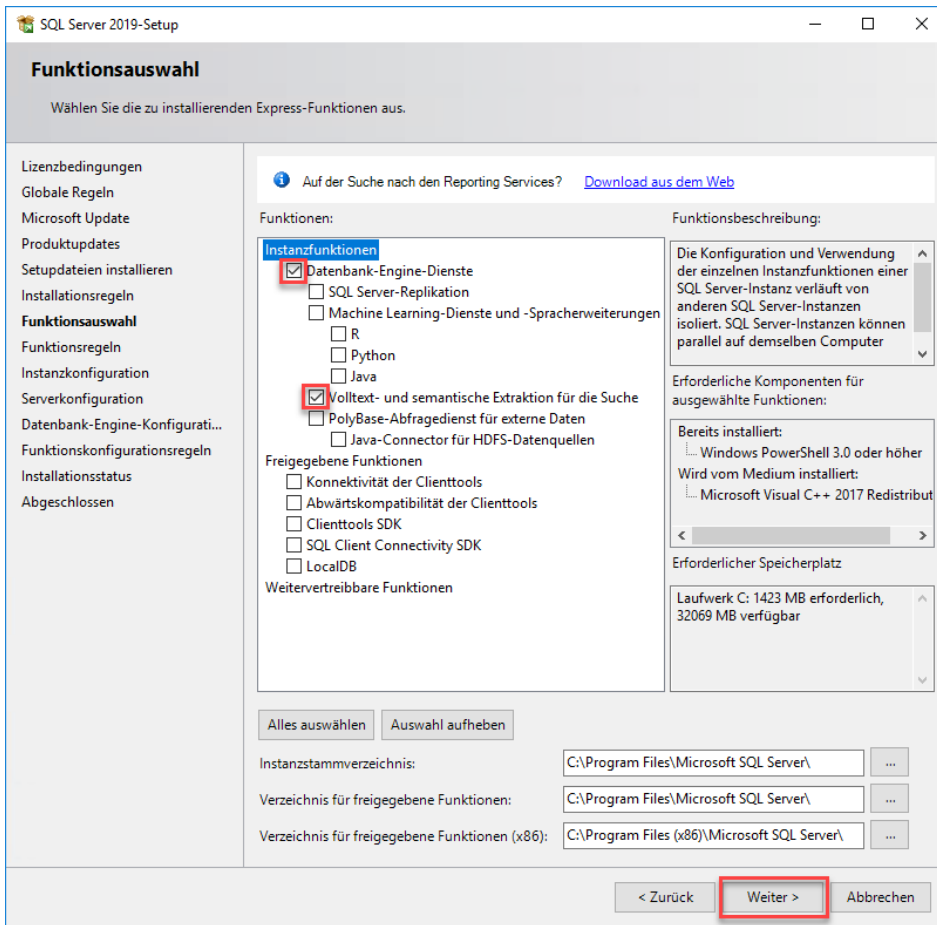 SQL Server 2019-Setup
Funktionsauswahl
Wählen Sie die zu installierenden Express-Funktionen aus.
Lizenzbedingungen
Globale Regeln
Microsoft Update
Produktupdates
Setupdateien installieren
Installationsregeln
Funktionsauswahl
Funktionsregeln
Instanzkonfiguration
Serverkonfiguration
Datenbank-Engine-Konfigurati...
Funktionskonfigurationsregeln
Installationsstatus
Abgeschlossen
Auf der Suche nach den Reporting Services? Download aus dem Web
Funktionen:
Instanzfunktionen
Datenbank-Engine-Dienste
SQL Server-Replikation
Machine Learning-Dienste und -Spracherweiterungen
R
Python
Java
Volltext- und semantische Extraktion für die Suche
PolyBase-Abfragedienst für externe Daten
Java-Connector für HDFS-Datenquellen
Freigegebene Funktionen
Konnektivität der Clienttools
Abwärtskompatibilität der Clienttools
Clienttools SDK
SQL Client Connectivity SDK
LocalDB
Weitervertreibbare Funktionen
Funktionsbeschreibung:
Die Konfiguration und Verwendung
der einzelnen Instanzfunktionen einer
SQL Server-Instanz verläuft von
anderen SQL Server-Instanzen
isoliert. SQL Server-Instanzen können
parallel auf demselben Computer
Erforderliche Komponenten für
ausgewählte Funktionen:
Bereits installiert:
Windows PowerShell 3.0 oder höher
Wird vom Medium installiert:
Microsoft Visual C++ 2017 Redistribut
Erforderlicher Speicherplatz
Laufwerk C: 1423 MB erforderlich,
32069 MB verfügbar
Alles auswählen
Auswahl aufheben
Instanzstammverzeichnis: C:\Program Files\Microsoft SQL Server\ ...
Verzeichnis für freigegebene Funktionen: C:\Program Files\Microsoft SQL Server\ ...
Verzeichnis für freigegebene Funktionen (x86): C:\Program Files (x86)\Microsoft SQL Server\ ...
< Zurück
Weiter >
Abbrechen